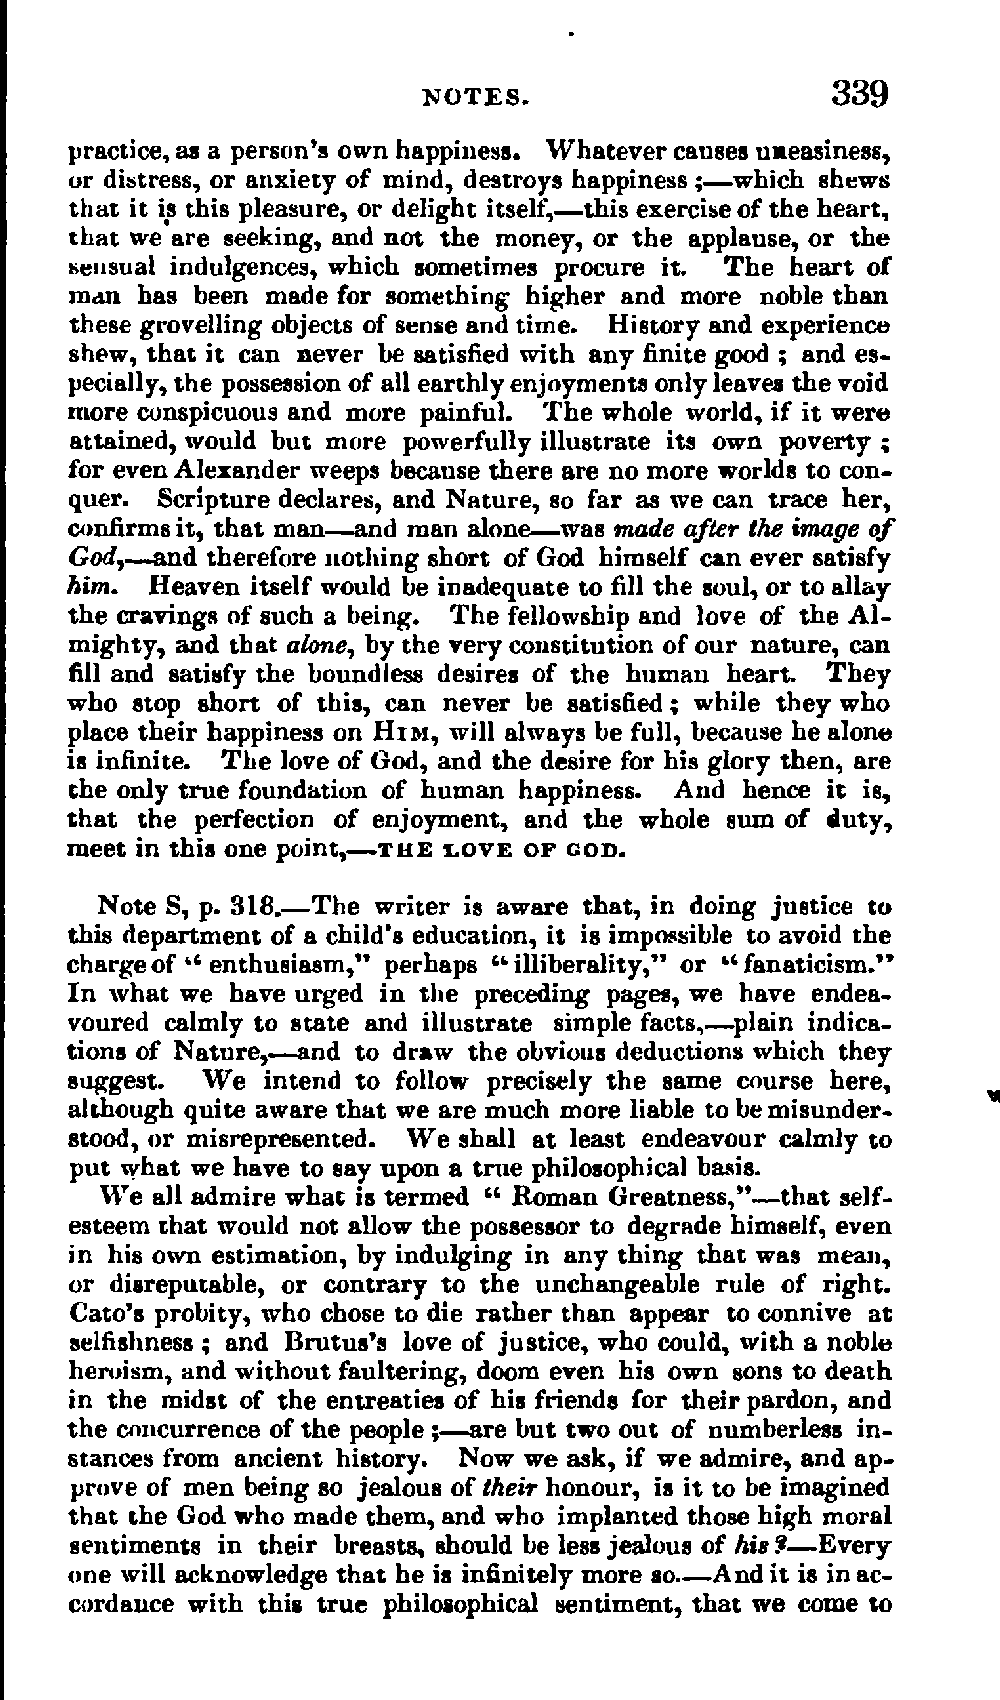 NOTES. 339
practice, as a person's own happiness. Whatever causes uneasiness,
or distress, or anxiety of mind, destroys happiness ;—which shews
that it is this pleasure, or delight itself,—this exercise of the heart,
that we are seeking, and not the money, or the applause, or the
sensual indulgences, which sometimes procure it. The heart of
man has been made for something higher and more noble than
these grovelling objects of sense and time. History and experience
shew, that it can never be satisfied with any finite good ; and es-
pecially, the possession of all earthly enjoyments only leaves the void
more conspicuous and more painful. The whole world, if it were
attained, would but more powerfully illustrate its own poverty ;
for even Alexander weeps because there are no more worlds to con-
quer. Scripture declares, and Nature, so far as we can trace her,
confirms it, that man—and man alone—was made after the image of
God,—and therefore nothing short of God himself can ever satisfy
him. Heaven itself would be inadequate to fill the soul, or to allay
the cravings of such a being. The fellowship and love of the Al-
mighty, and that alone, by the very constitution of our nature, can
fill and satisfy the boundless desires of the human heart. They
who stop short of this, can never be satisfied ; while they who
place their happiness on HIM, will always be full, because he alone
is infinite. The love of God, and the desire for his glory then, are
the only true foundation of human happiness. And hence it is,
that the perfection of enjoyment, and the whole sum of duty,
meet in this one point,—THE LOVE OF GOD.
Note S, p. 318.—The writer is aware that, in doing justice to
this department of a child's education, it is impossible to avoid the
charge of “ enthusiasm,” perhaps “ illiberality,” or “ fanaticism.”
In what we have urged in the preceding pages, we have endea-
voured calmly to state and illustrate simple facts,—plain indica-
tions of Nature,—and to draw the obvious deductions which they
suggest. We intend to follow precisely the same course here,
although quite aware that we are much more liable to be misunder-
stood, or misrepresented. We shall at least endeavour calmly to
put what we have to say upon a true philosophical basis.
We all admire what is termed “ Roman Greatness,”—that self-
esteem that would not allow the possessor to degrade himself, even
in his own estimation, by indulging in any thing that was mean,
or disreputable, or contrary to the unchangeable rule of right.
Cato's probity, who chose to die rather than appear to connive at
selfishness ; and Brutus's love of justice, who could, with a noble
heroism, and without faultering, doom even his own sons to death
in the midst of the entreaties of his friends for their pardon, and
the concurrence of the people ;—are but two out of numberless in-
stances from ancient history. Now we ask, if we admire, and ap-
prove of men being so jealous of their honour, is it to be imagined
that the God who made them, and who implanted those high moral
sentiments in their breasts, should be less jealous of his ?—Every
one will acknowledge that he is infinitely more so.—And it is in ac-
cordance with this true philosophical sentiment, that we come to